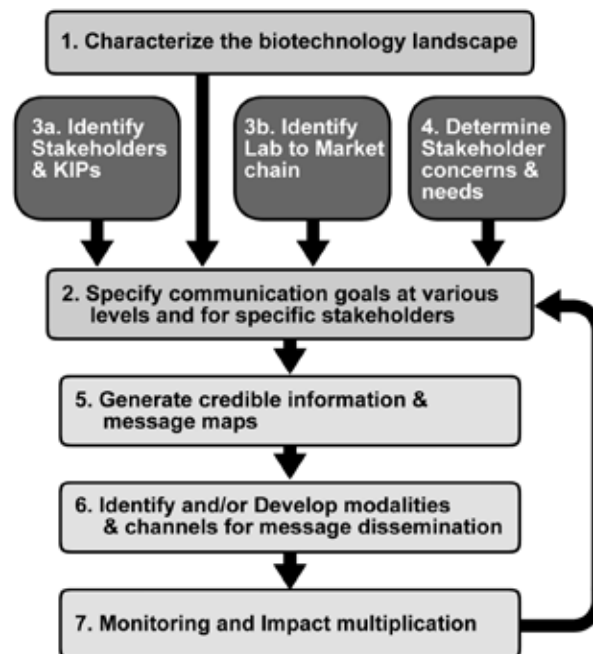 1. Characterize the biotechnology landscape
3a. Identify
Stakeholders
& KIPs
3b. Identify
Lab to Market
chain
4. Determine
Stakeholder
concerns &
needs
2. Specify communication goals at various
levels and for specific stakeholders
5. Generate credible information &
message maps
6. Identify and/or Develop modalities
& channels for message dissemination
7. Monitoring and Impact multiplication